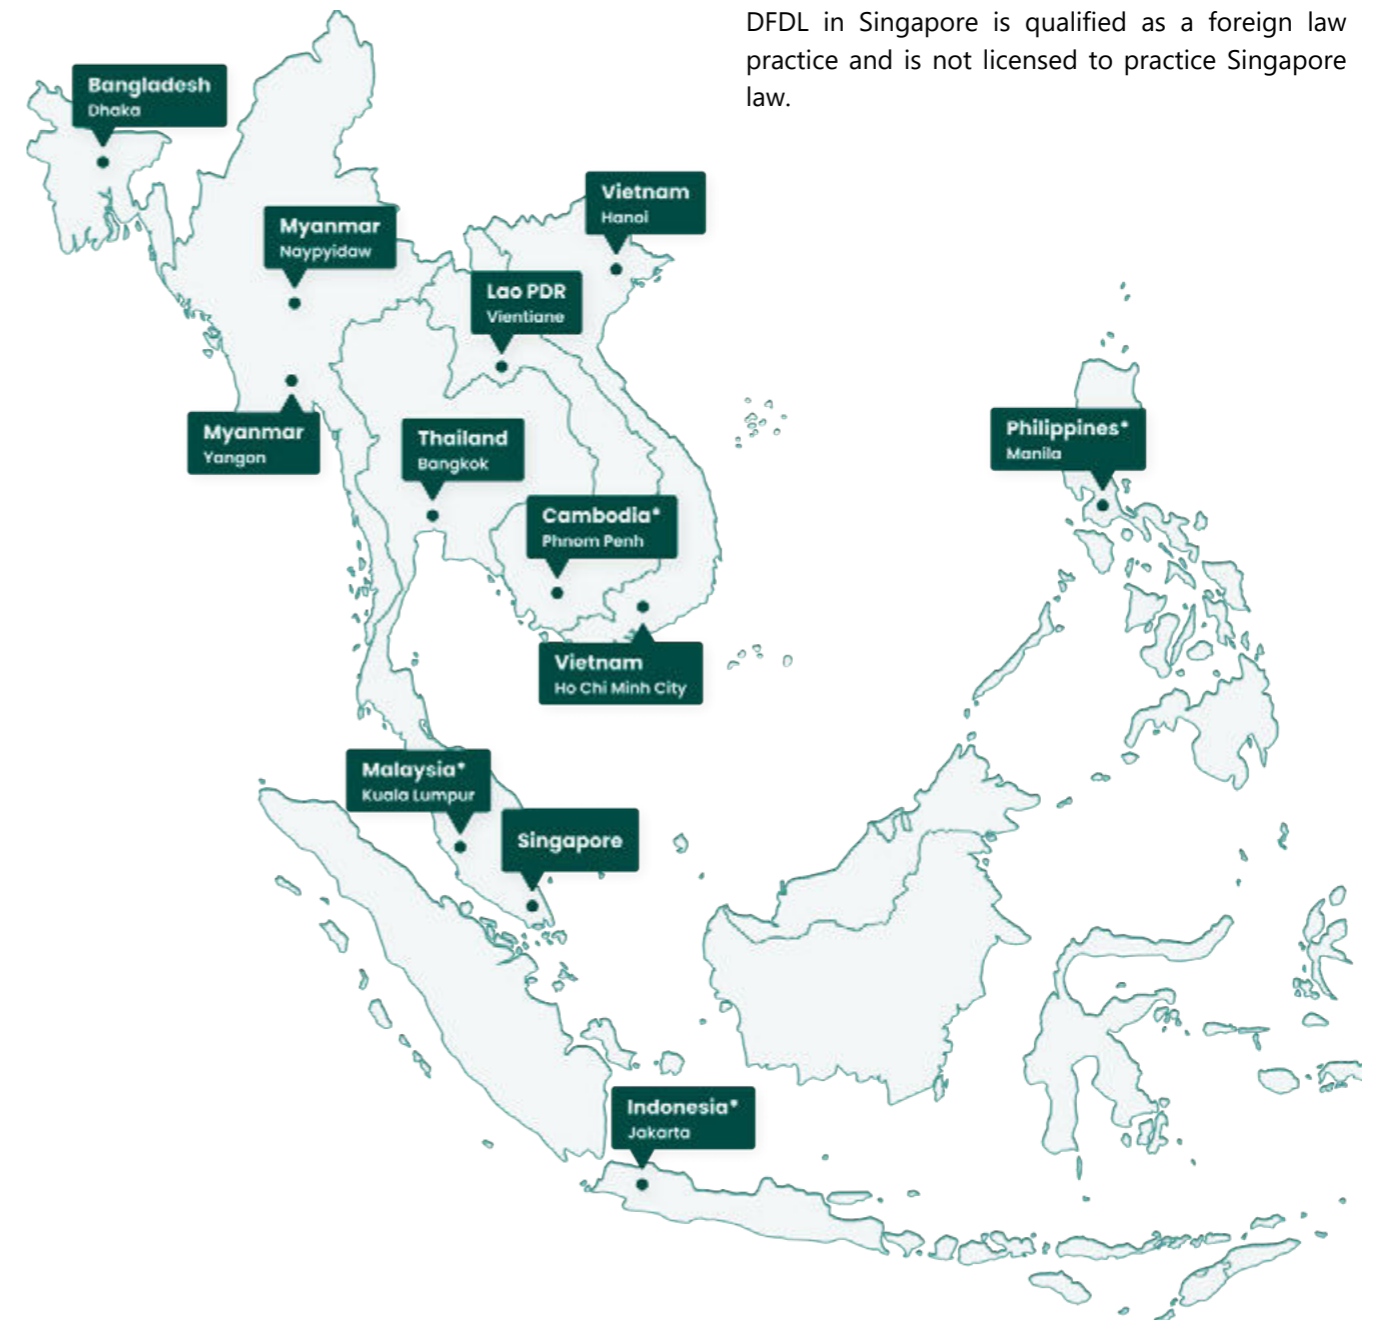 DFDL in Singapore is qualified as a foreign law
practice and is not licensed to practice Singapore
law.
Bangladesh
Dhaka
Vietnam
Hanoi
Myanmar
Naypyidaw
Lao PDR
Vientiane
Myanmar
Yangon
Thailand
Bangkok
Philippines*
Manila
Cambodia*
Phnom Penh
Vietnam
Ho Chi Minh City
Malaysia*
Kuala Lumpur
Singapore
Indonesia*
Jakarta